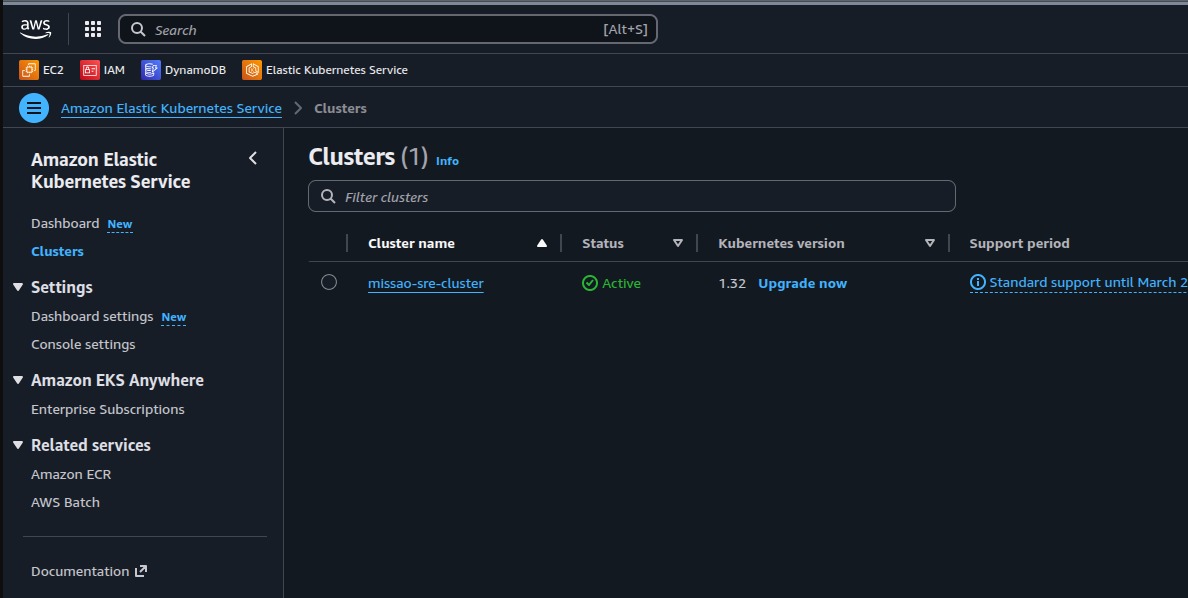 aws
Search [Alt+S]
EC2 IAM DynamoDB Elastic Kubernetes Service
Amazon Elastic Kubernetes Service > Clusters
Amazon Elastic
Kubernetes Service
Dashboard New
Clusters
Settings
Dashboard settings New
Console settings
Amazon EKS Anywhere
Enterprise Subscriptions
Related services
Amazon ECR
AWS Batch
Documentation
Clusters (1) Info
Filter clusters
Cluster name Status Kubernetes version Support period
missao-sre-cluster Active 1.32 Upgrade now Standard support until March 2